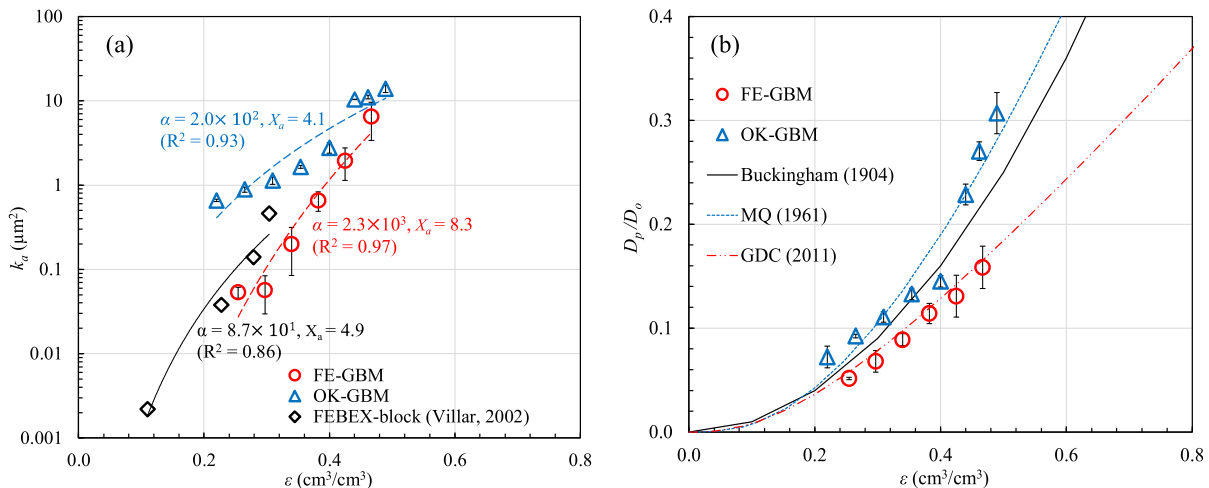 (a)
100
10
1
0.1
0.01
0.001
kₐ (µm²)
α = 2.0× 10², Xₐ = 4.1
(R² = 0.93)
α = 2.3×10³, Xₐ = 8.3
(R² = 0.97)
α = 8.7× 10¹, Xₐ = 4.9
(R² = 0.86)
FE-GBM
OK-GBM
FEBEX-block (Villar, 2002)
0.0 0.2 0.4 0.6 0.8
ε (cm³/cm³)
(b)
0.4
0.3
0.2
0.1
0.0
Dₚ/Dₒ
FE-GBM
OK-GBM
Buckingham (1904)
MQ (1961)
GDC (2011)
0.0 0.2 0.4 0.6 0.8
ε (cm³/cm³)